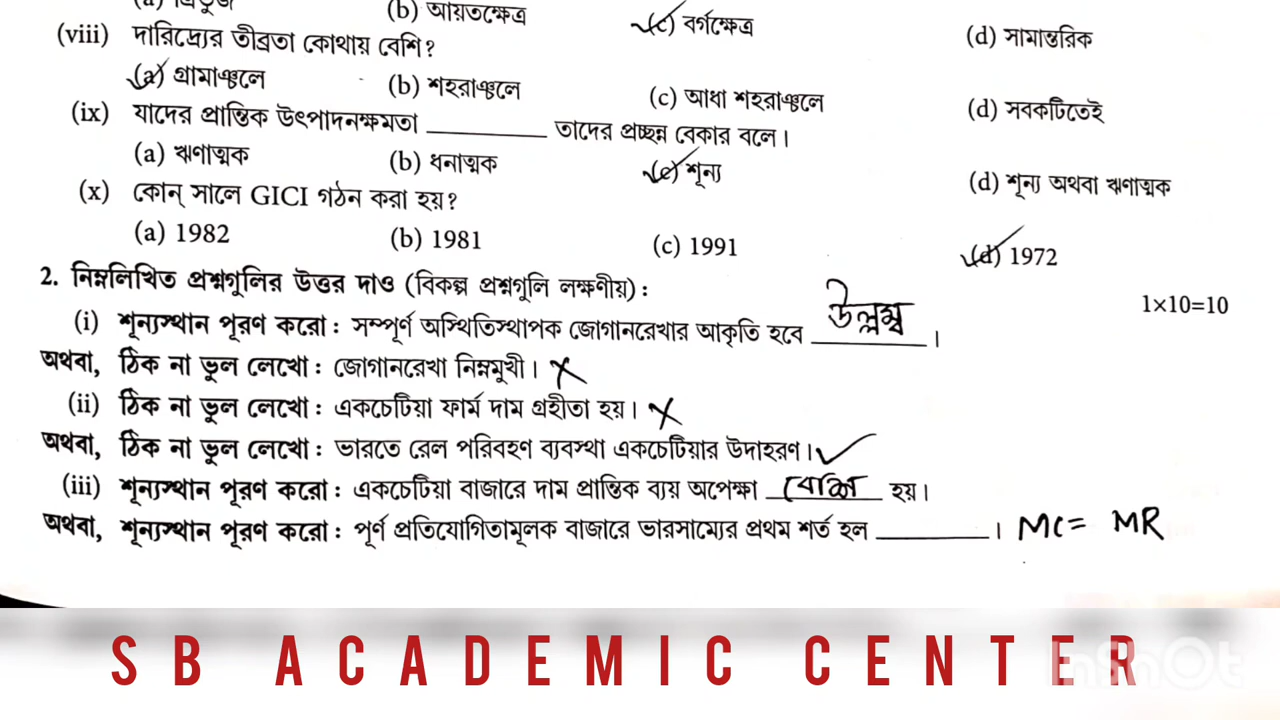 (a) ত্রিভুজ (b) আয়তক্ষেত্র (c) বর্গক্ষেত্র (d) সামান্তরিক
(viii) দারিদ্র্যের তীব্রতা কোথায় বেশি?
(a) গ্রামাঞ্চলে (b) শহরাঞ্চলে (c) আধা শহরাঞ্চলে (d) সবকটিতেই
(ix) যাদের প্রান্তিক উৎপাদনক্ষমতা ________ তাদের প্রচ্ছন্ন বেকার বলে।
(a) ঋণাত্মক (b) ধনাত্মক (c) শূন্য (d) শূন্য অথবা ঋণাত্মক
(x) কোন্ সালে GICI গঠন করা হয়?
(a) 1982 (b) 1981 (c) 1991 (d) 1972
2. নিম্নলিখিত প্রশ্নগুলির উত্তর দাও (বিকল্প প্রশ্নগুলি লক্ষণীয়): 1×10=10
(i) শূন্যস্থান পূরণ করো: সম্পূর্ণ অস্থিতিস্থাপক জোগানরেখার আকৃতি হবে উল্লম্ব।
অথবা, ঠিক না ভুল লেখো: জোগানরেখা নিম্নমুখী। ×
(ii) ঠিক না ভুল লেখো: একচেটিয়া ফার্ম দাম গ্রহীতা হয়। ×
অথবা, ঠিক না ভুল লেখো: ভারতে রেল পরিবহণ ব্যবস্থা একচেটিয়ার উদাহরণ। ✓
(iii) শূন্যস্থান পূরণ করো: একচেটিয়া বাজারে দাম প্রান্তিক ব্যয় অপেক্ষা বেশি হয়।
অথবা, শূন্যস্থান পূরণ করো: পূর্ণ প্রতিযোগিতামূলক বাজারে ভারসাম্যের প্রথম শর্ত হল ________। MC = MR
SB ACADEMIC CENTER
InShOt